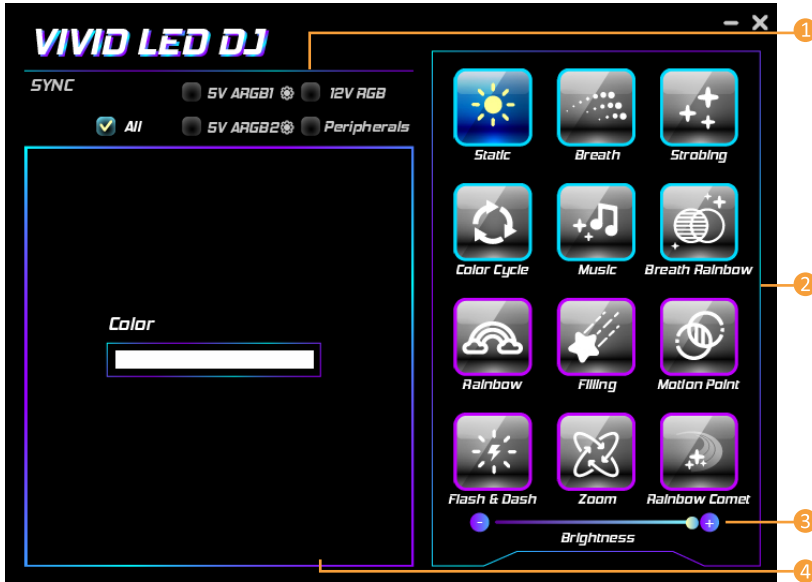 VIVID LED DJ
SYNC
5V ARGB1
12V RGB
All
5V ARGB2
Peripherals
Color
Static
Breath
Strobing
Color Cycle
Music
Breath Rainbow
Rainbow
Filling
Motion Point
Flash & Dash
Zoom
Rainbow Comet
- +
Brightness
1
2
3
4